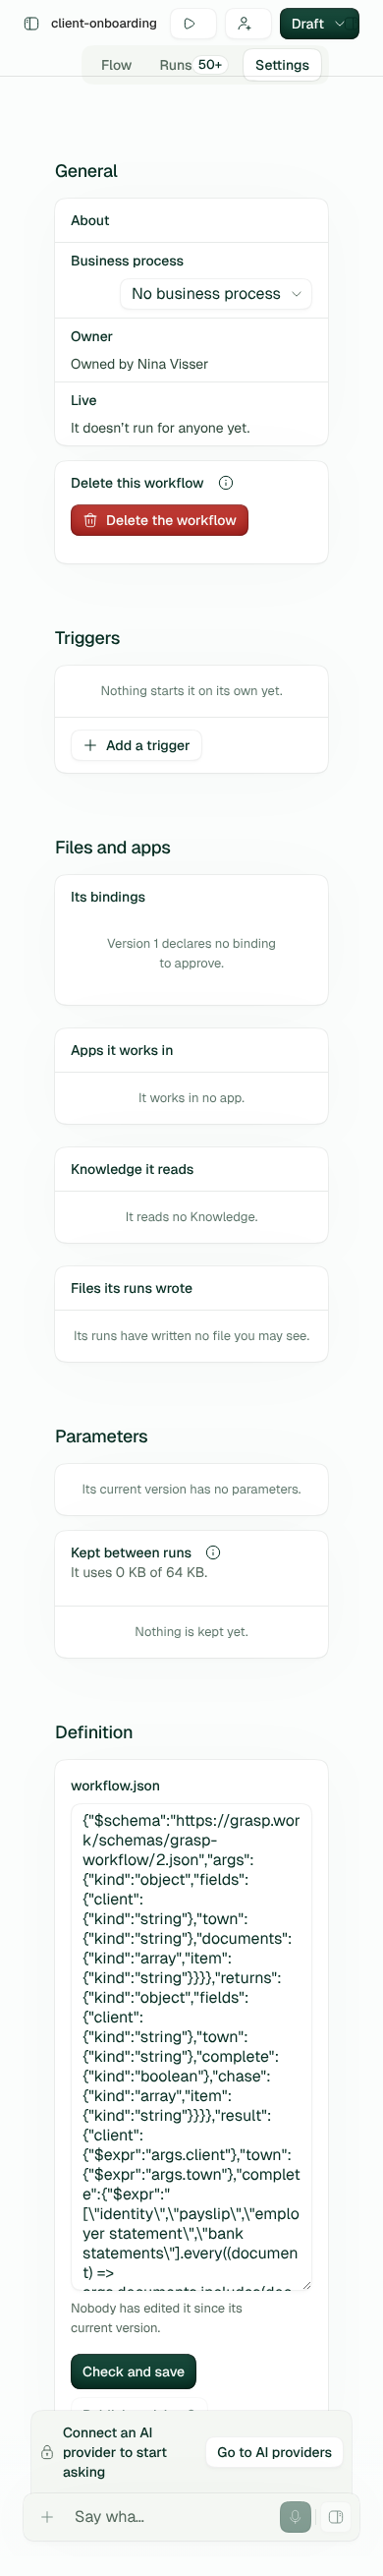 client-onboarding
Draft
Flow
Runs 50+
Settings
General
About
Business process
No business process
Owner
Owned by Nina Visser
Live
It doesn't run for anyone yet.
Delete this workflow
Delete the workflow
Triggers
Nothing starts it on its own yet.
Add a trigger
Files and apps
Its bindings
Version 1 declares no binding
to approve.
Apps it works in
It works in no app.
Knowledge it reads
It reads no Knowledge.
Files its runs wrote
Its runs have written no file you may see.
Parameters
Its current version has no parameters.
Kept between runs
It uses 0 KB of 64 KB.
Nothing is kept yet.
Definition
workflow.json
{"$schema":"https://grasp.wor
k/schemas/grasp-
workflow/2.json","args":
{"kind":"object","fields":
{"client":
{"kind":"string"},"town":
{"kind":"string"},"documents":
{"kind":"array","item":
{"kind":"string"}}}},"returns":
{"kind":"object","fields":
{"client":
{"kind":"string"},"town":
{"kind":"string"},"complete":
{"kind":"boolean"},"chase":
{"kind":"array","item":
{"kind":"string"}}}},"result":
{"client":
{"$expr":"args.client"},"town":
{"$expr":"args.town"},"complet
e":{"$expr":"
[\"identity\",\"payslip\",\"emplo
yer statement\",\"bank
statements\"].every((documen
t) =>
Nobody has edited it since its
current version.
Check and save
Connect an AI
provider to start
asking
Go to AI providers
Say wha...